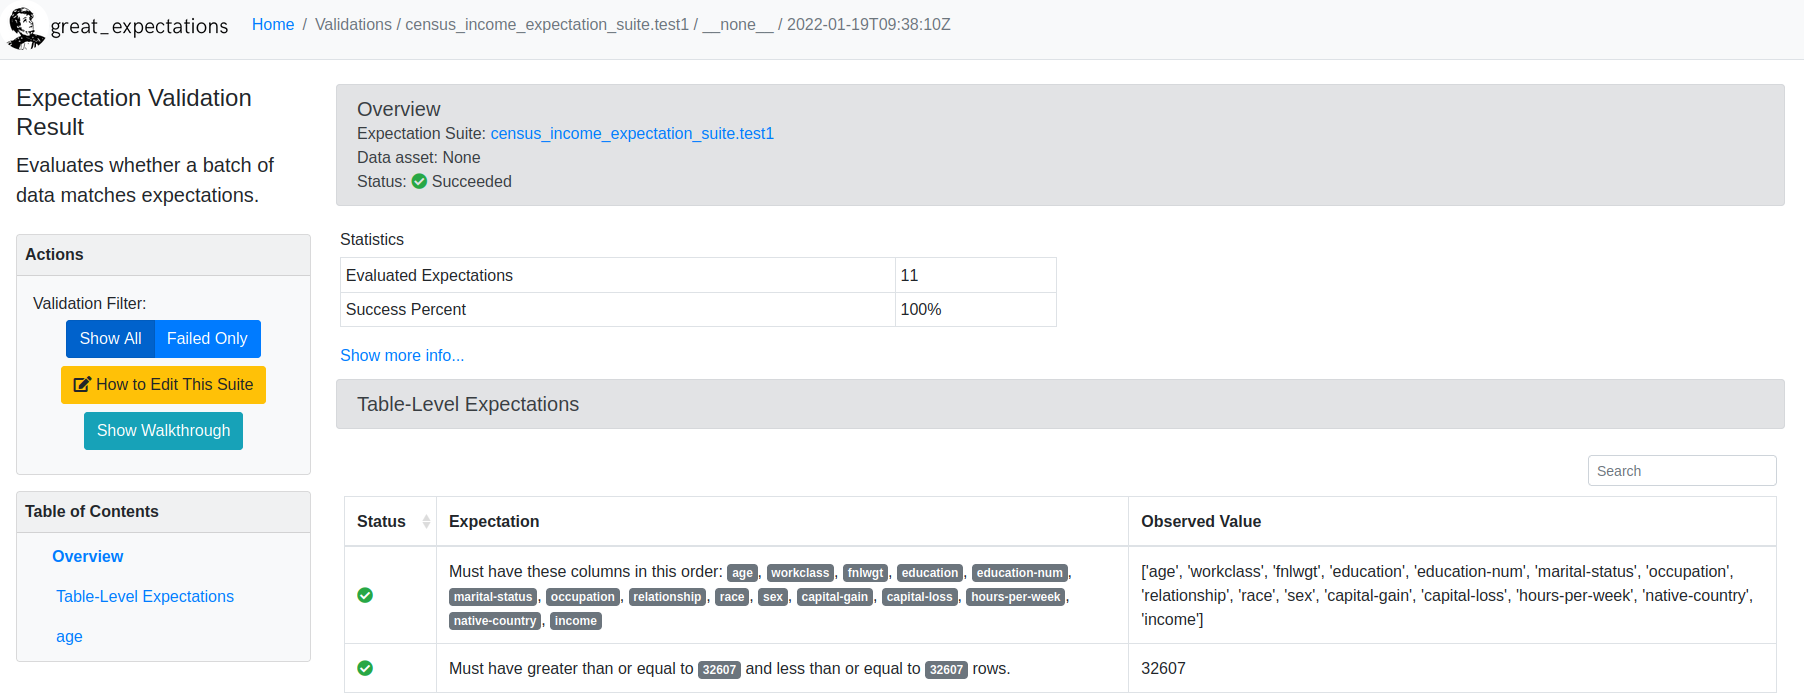 great_expectations
Home / Validations / census_income_expectation_suite.test1 / __none__ / 2022-01-19T09:38:10Z
Expectation Validation
Result
Evaluates whether a batch of
data matches expectations.
Actions
Validation Filter:
Show All Failed Only
How to Edit This Suite
Show Walkthrough
Table of Contents
Overview
Table-Level Expectations
age
Overview
Expectation Suite: census_income_expectation_suite.test1
Data asset: None
Status: Succeeded
Statistics
Evaluated Expectations 11
Success Percent 100%
Show more info...
Table-Level Expectations
Search
Status Expectation Observed Value
Must have these columns in this order: age, workclass, fnlwgt, education, education-num,
marital-status, occupation, relationship, race, sex, capital-gain, capital-loss, hours-per-week,
native-country, income
['age', 'workclass', 'fnlwgt', 'education', 'education-num', 'marital-status', 'occupation',
'relationship', 'race', 'sex', 'capital-gain', 'capital-loss', 'hours-per-week', 'native-country',
'income']
Must have greater than or equal to 32607 and less than or equal to 32607 rows.
32607